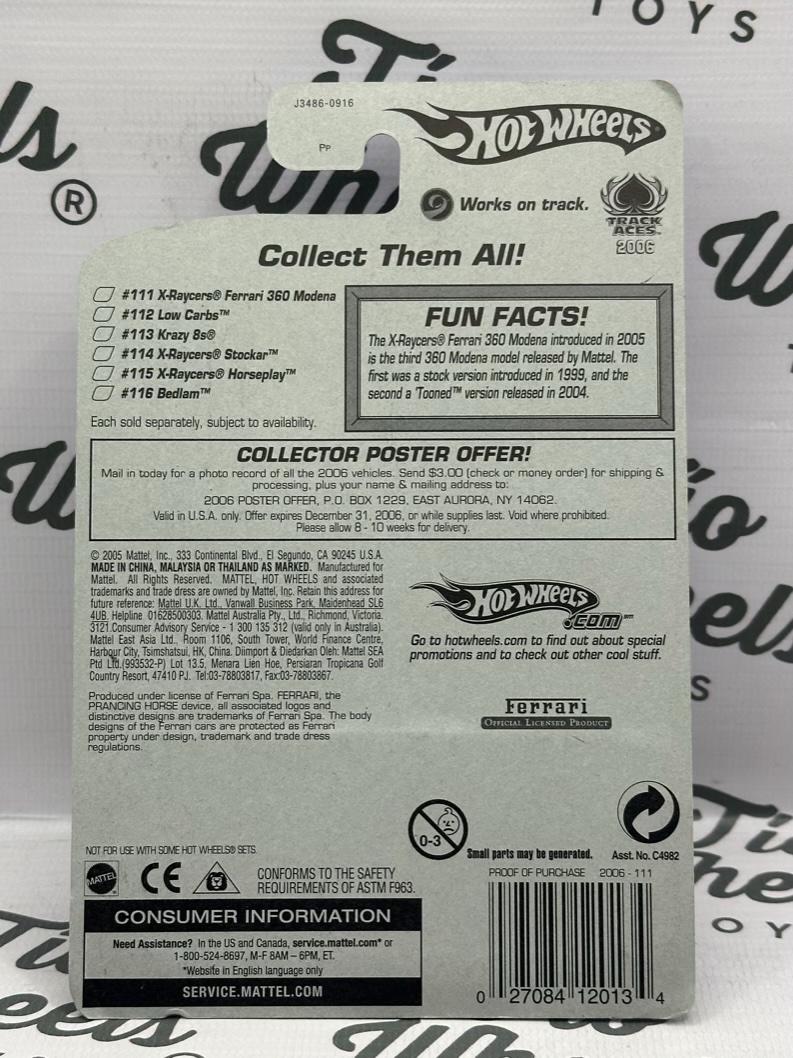 TOYS
J3486-0916
Pp
HOT WHEELS
®
Works on track.
TRACK ACES™
2006
Collect Them All!
#111 X-Raycers® Ferrari 360 Modena
#112 Low Carbs™
#113 Krazy 8s®
#114 X-Raycers® Stockar™
#115 X-Raycers® Horseplay™
#116 Bedlam™
Each sold separately, subject to availability.
FUN FACTS!
The X-Raycers® Ferrari 360 Modena introduced in 2005
is the third 360 Modena model released by Mattel. The
first was a stock version introduced in 1999, and the
second a 'Tooned™ version released in 2004.
COLLECTOR POSTER OFFER!
Mail in today for a photo record of all the 2006 vehicles. Send $3.00 (check or money order) for shipping &
processing, plus your name & mailing address to:
2006 POSTER OFFER, P.O. BOX 1229, EAST AURORA, NY 14062.
Valid in U.S.A. only. Offer expires December 31, 2006, or while supplies last. Void where prohibited.
Please allow 8 - 10 weeks for delivery.
© 2005 Mattel, Inc., 333 Continental Blvd., El Segundo, CA 90245 U.S.A.
MADE IN CHINA, MALAYSIA OR THAILAND AS MARKED. Manufactured for
Mattel. All Rights Reserved. MATTEL, HOT WHEELS and associated
trademarks and trade dress are owned by Mattel, Inc. Retain this address for
future reference: Mattel U.K. Ltd., Vanwall Business Park, Maidenhead SL6
4UB. Helpline 01628500303. Mattel Australia Pty., Ltd., Richmond, Victoria.
3121.Consumer Advisory Service - 1 300 135 312 (valid only in Australia).
Mattel East Asia Ltd., Room 1106, South Tower, World Finance Centre,
Harbour City, Tsimshatsui, HK, China. Diimport & Diedarkan Oleh: Mattel SEA
Ptd Ltd.(993532-P) Lot 13.5, Menara Lien Hoe, Persiaran Tropicana Golf
Country Resort, 47410 PJ. Tel:03-78803817, Fax:03-78803867.
HOT WHEELS
.COM℠
Go to hotwheels.com to find out about special
promotions and to check out other cool stuff.
Produced under license of Ferrari Spa. FERRARI, the
PRANCING HORSE device, all associated logos and
distinctive designs are trademarks of Ferrari Spa. The body
designs of the Ferrari cars are protected as Ferrari
property under design, trademark and trade dress
regulations.
Ferrari
OFFICIAL LICENSED PRODUCT
0-3
Small parts may be generated.
Asst. No. C4982
NOT FOR USE WITH SOME HOT WHEELS® SETS.
MATTEL
CE
CONFORMS TO THE SAFETY
REQUIREMENTS OF ASTM F963.
PROOF OF PURCHASE 2006 - 111
CONSUMER INFORMATION
Need Assistance? In the US and Canada, service.mattel.com* or
1-800-524-8697, M-F 8AM – 6PM, ET.
*Website in English language only
SERVICE.MATTEL.COM
0 27084 12013 4